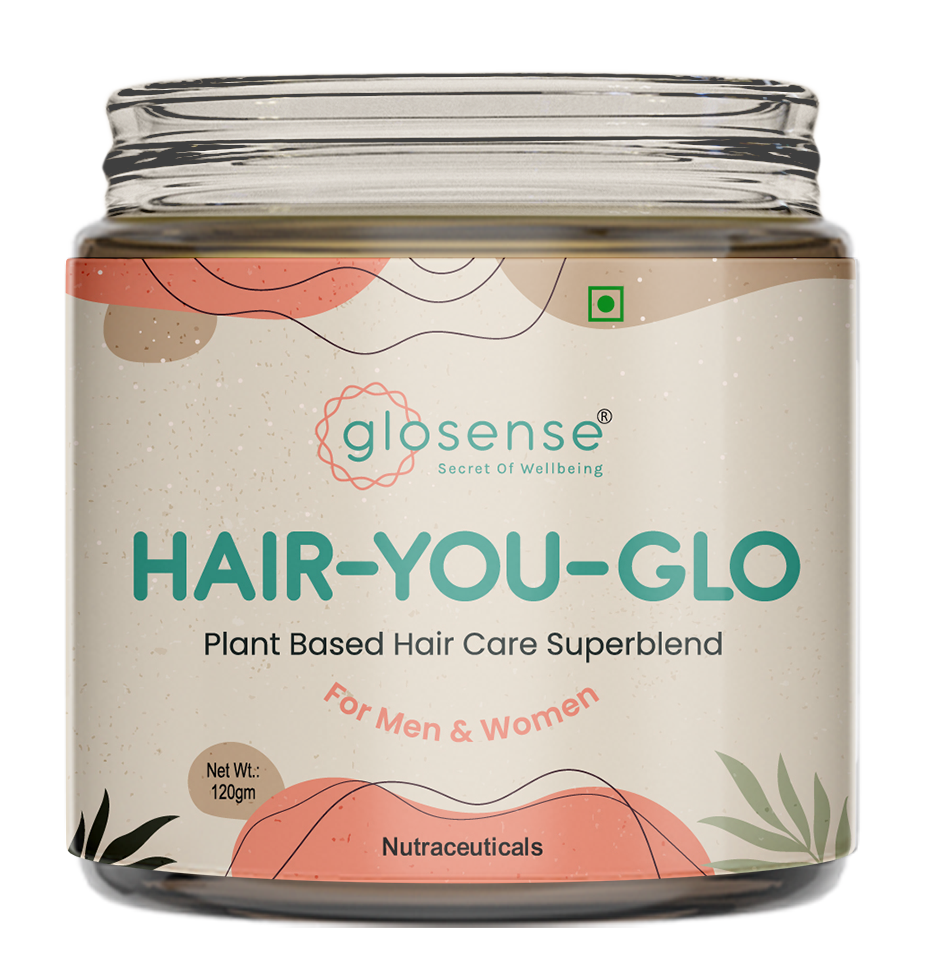 glosense®
Secret Of Wellbeing
HAIR-YOU-GLO
Plant Based Hair Care Superblend
For Men & Women
Net Wt.:
120gm
Nutraceuticals